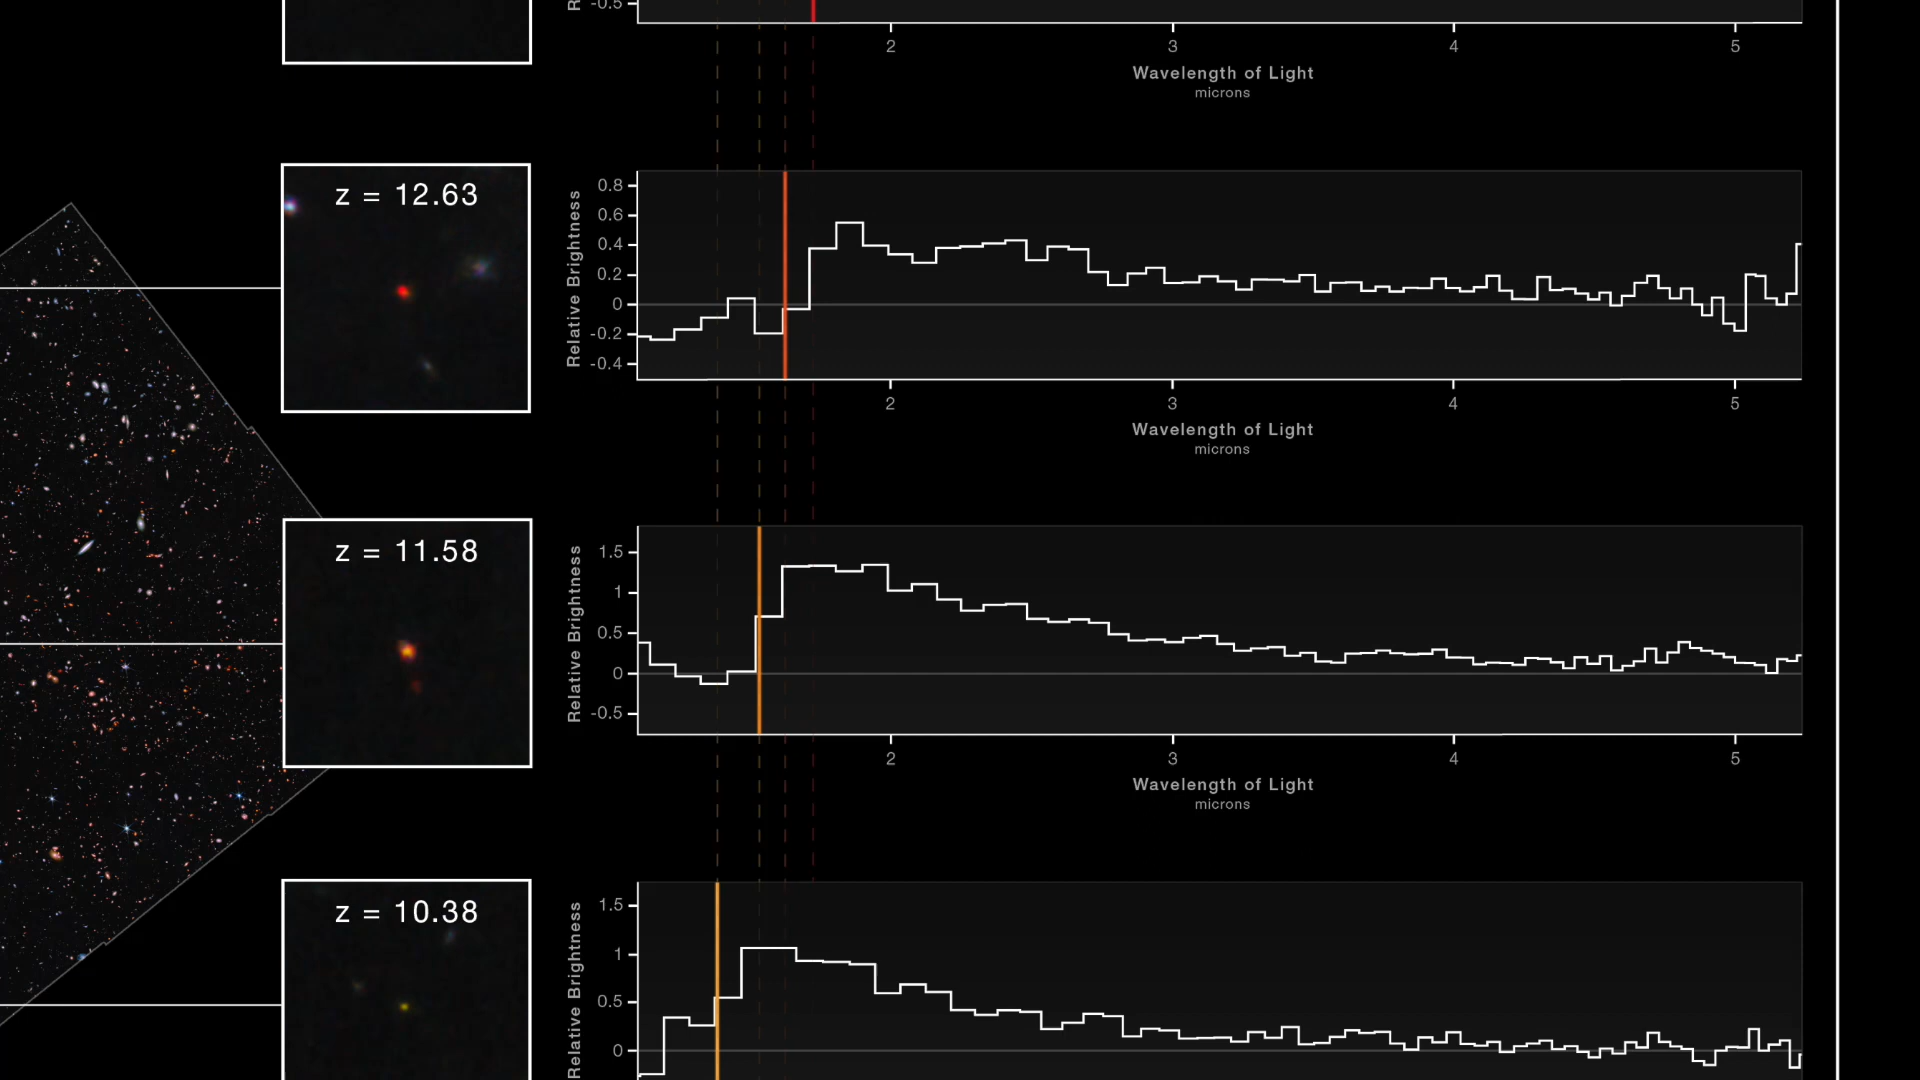 -0.5
2 3 4 5
Wavelength of Light
microns
z = 12.63
Relative Brightness
0.8
0.6
0.4
0.2
0
-0.2
-0.4
2 3 4 5
Wavelength of Light
microns
z = 11.58
Relative Brightness
1.5
1
0.5
0
-0.5
2 3 4 5
Wavelength of Light
microns
z = 10.38
Relative Brightness
1.5
1
0.5
0